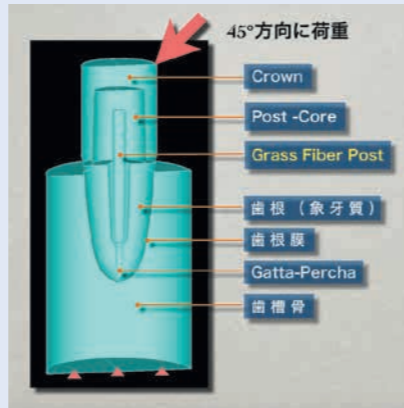 45°方向に荷重
Crown
Post -Core
Grass Fiber Post
歯根（象牙質）
歯根膜
Gatta-Percha
歯槽骨